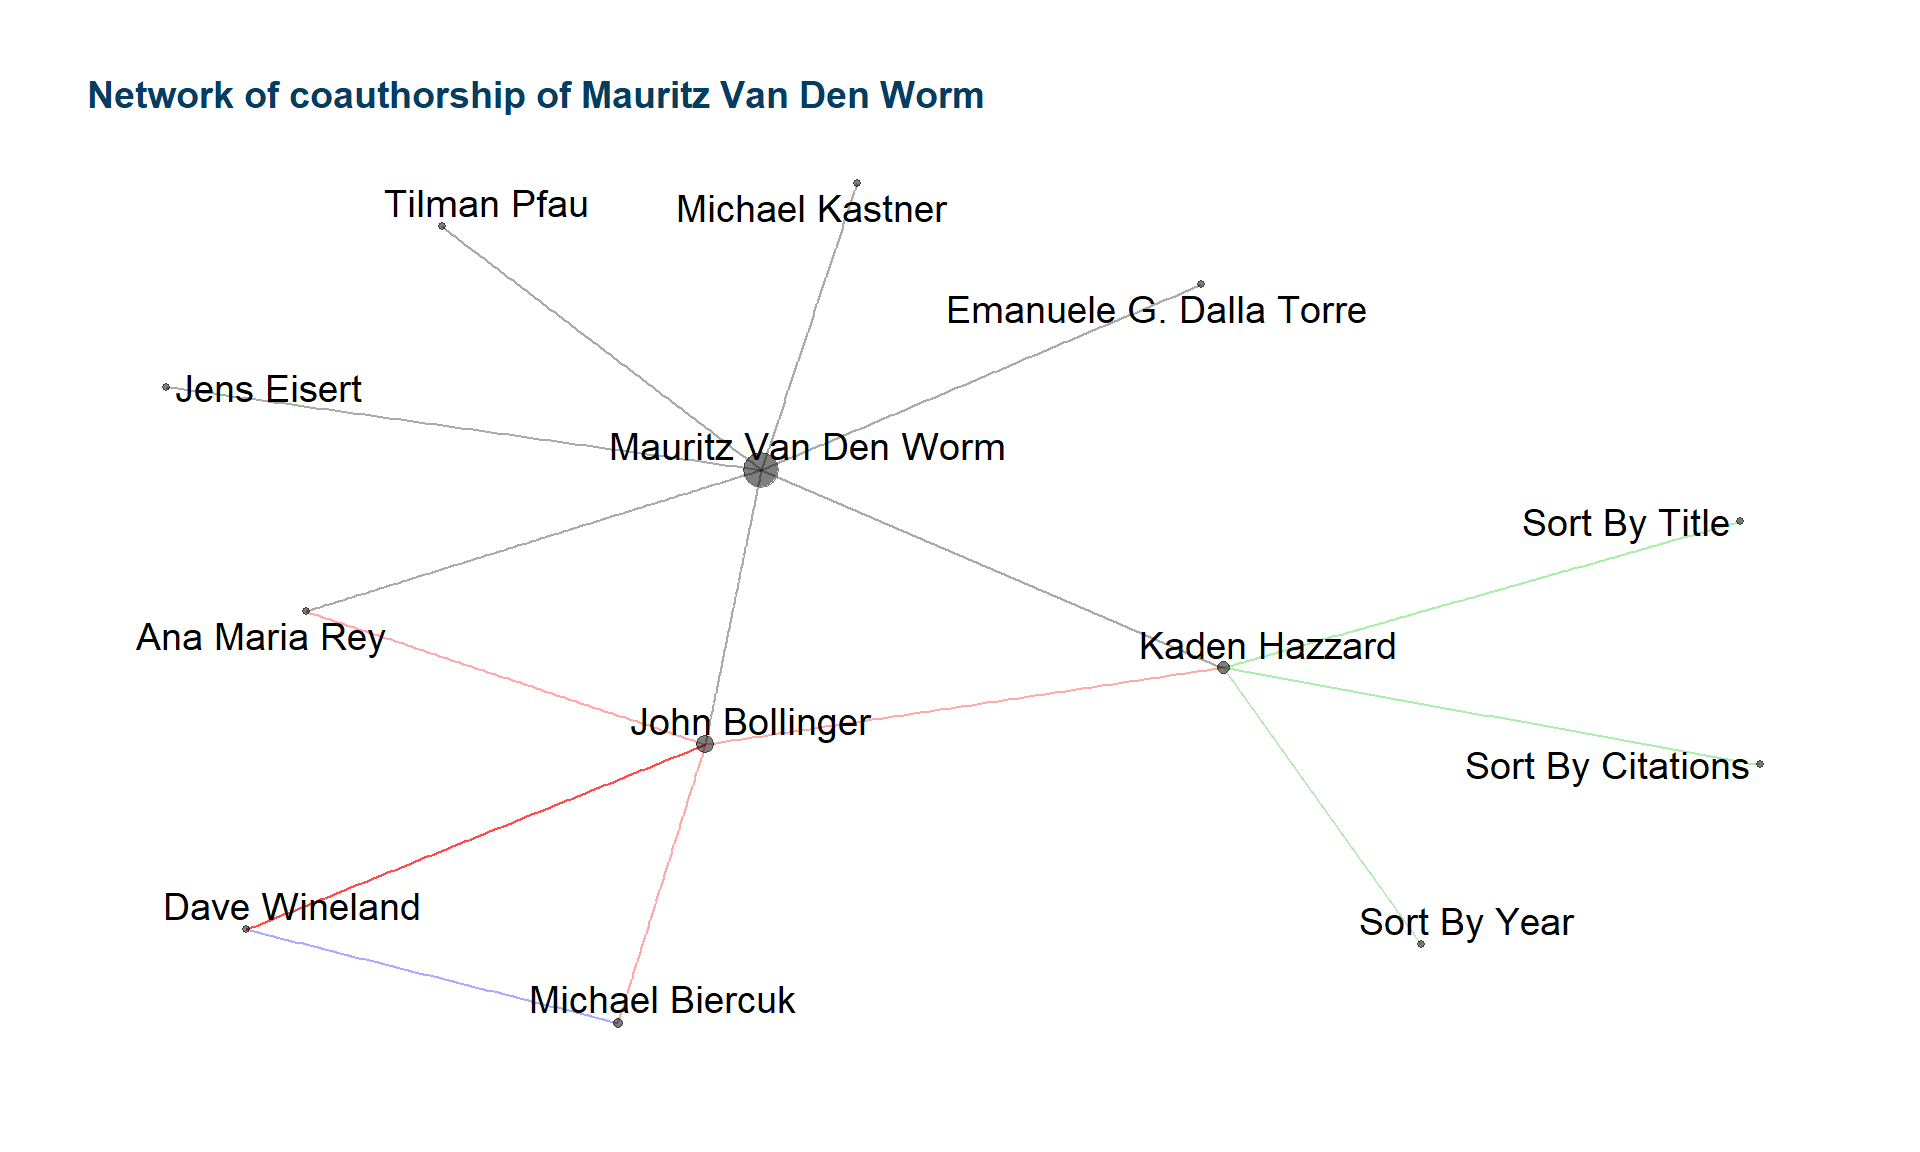 Network of coauthorship of Mauritz Van Den Worm
Tilman Pfau
Michael Kastner
Emanuele G. Dalla Torre
Jens Eisert
Mauritz Van Den Worm
Sort By Title
Ana Maria Rey
Kaden Hazzard
John Bollinger
Sort By Citations
Dave Wineland
Sort By Year
Michael Biercuk